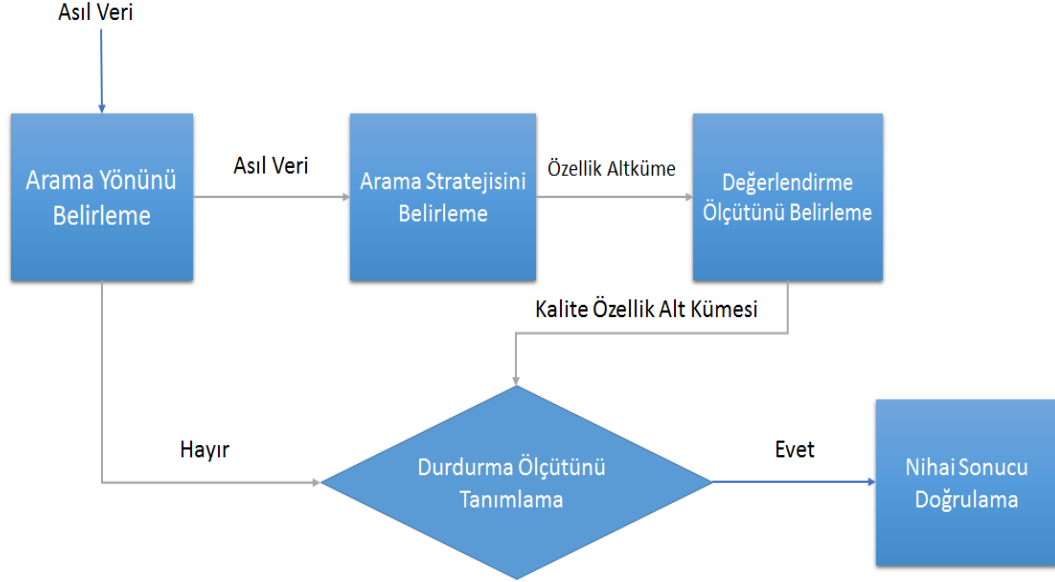 Asıl Veri
Arama Yönünü
Belirleme
Asıl Veri
Arama Stratejisini
Belirleme
Özellik Altküme
Değerlendirme
Ölçütünü Belirleme
Kalite Özellik Alt Kümesi
Hayır
Durdurma Ölçütünü
Tanımlama
Evet
Nihai Sonucu
Doğrulama